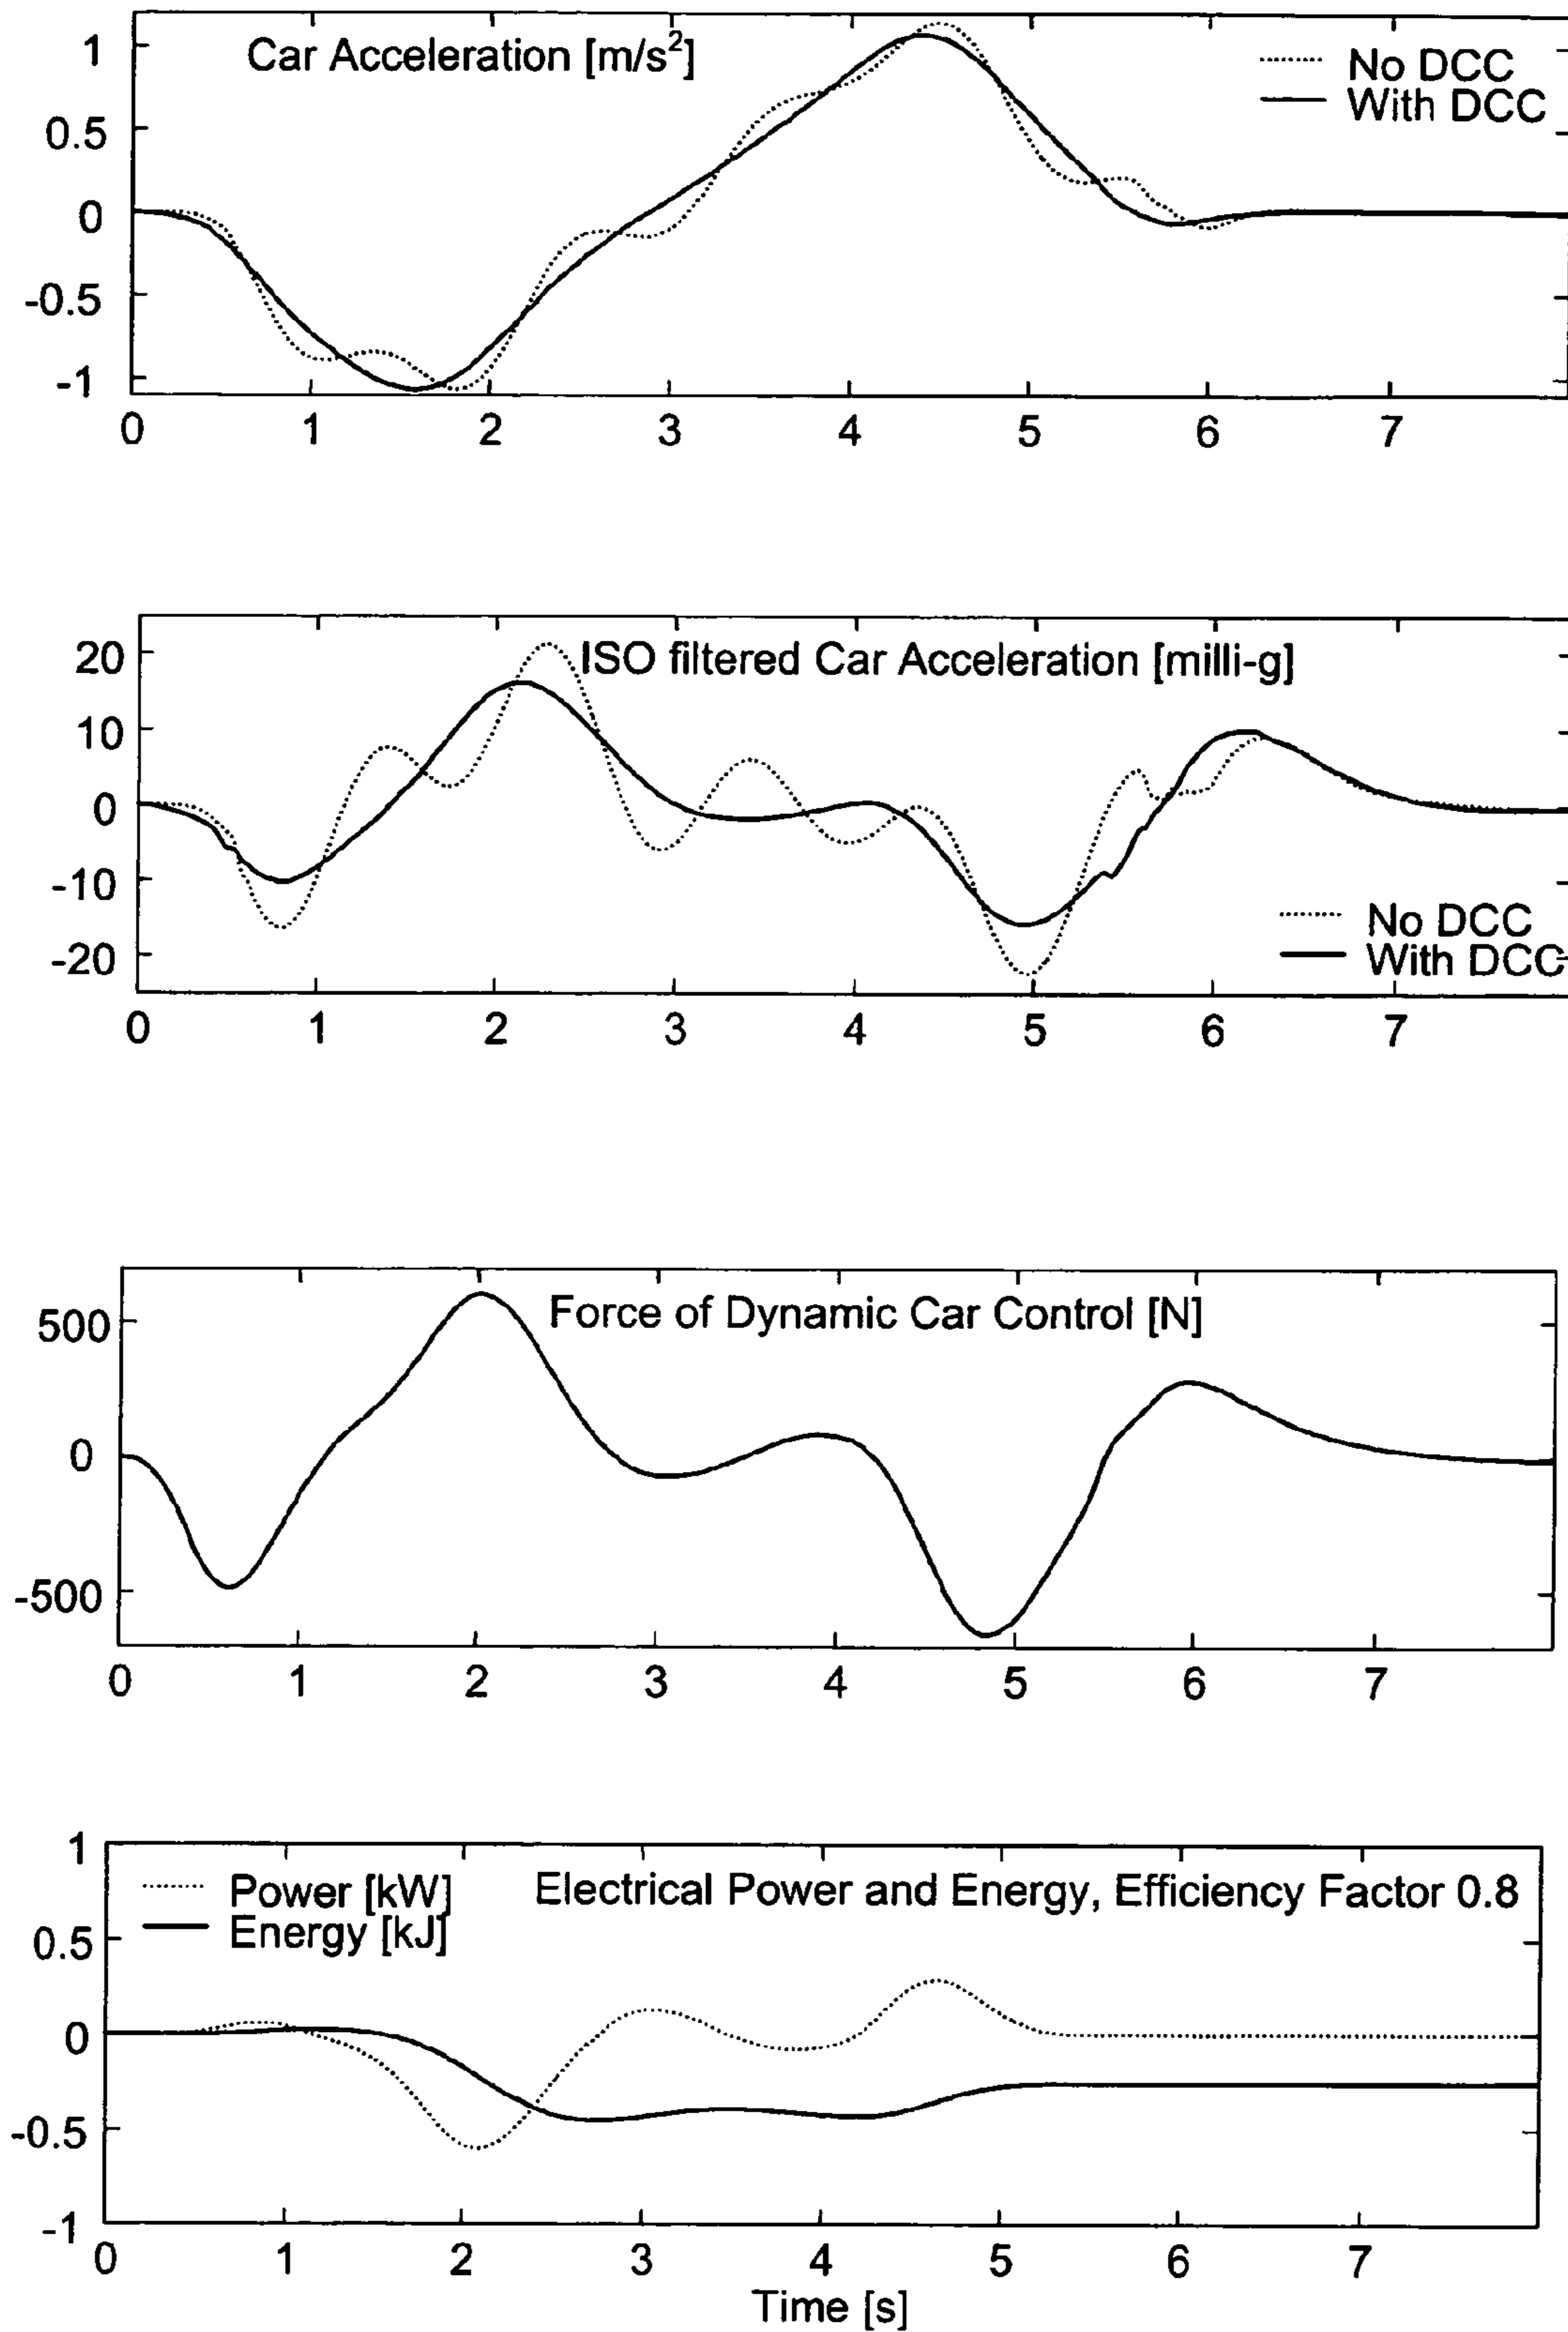 Car Acceleration [m/s²]
No DCC
With DCC
1
0.5
0
-0.5
-1
0 1 2 3 4 5 6 7
ISO filtered Car Acceleration [milli-g]
20
10
0
-10
-20
No DCC
With DCC
0 1 2 3 4 5 6 7
Force of Dynamic Car Control [N]
500
0
-500
0 1 2 3 4 5 6 7
1
Power [kW]
Energy [kJ]
Electrical Power and Energy, Efficiency Factor 0.8
0.5
0
-0.5
-1
0 1 2 3 4 5 6 7
Time [s]